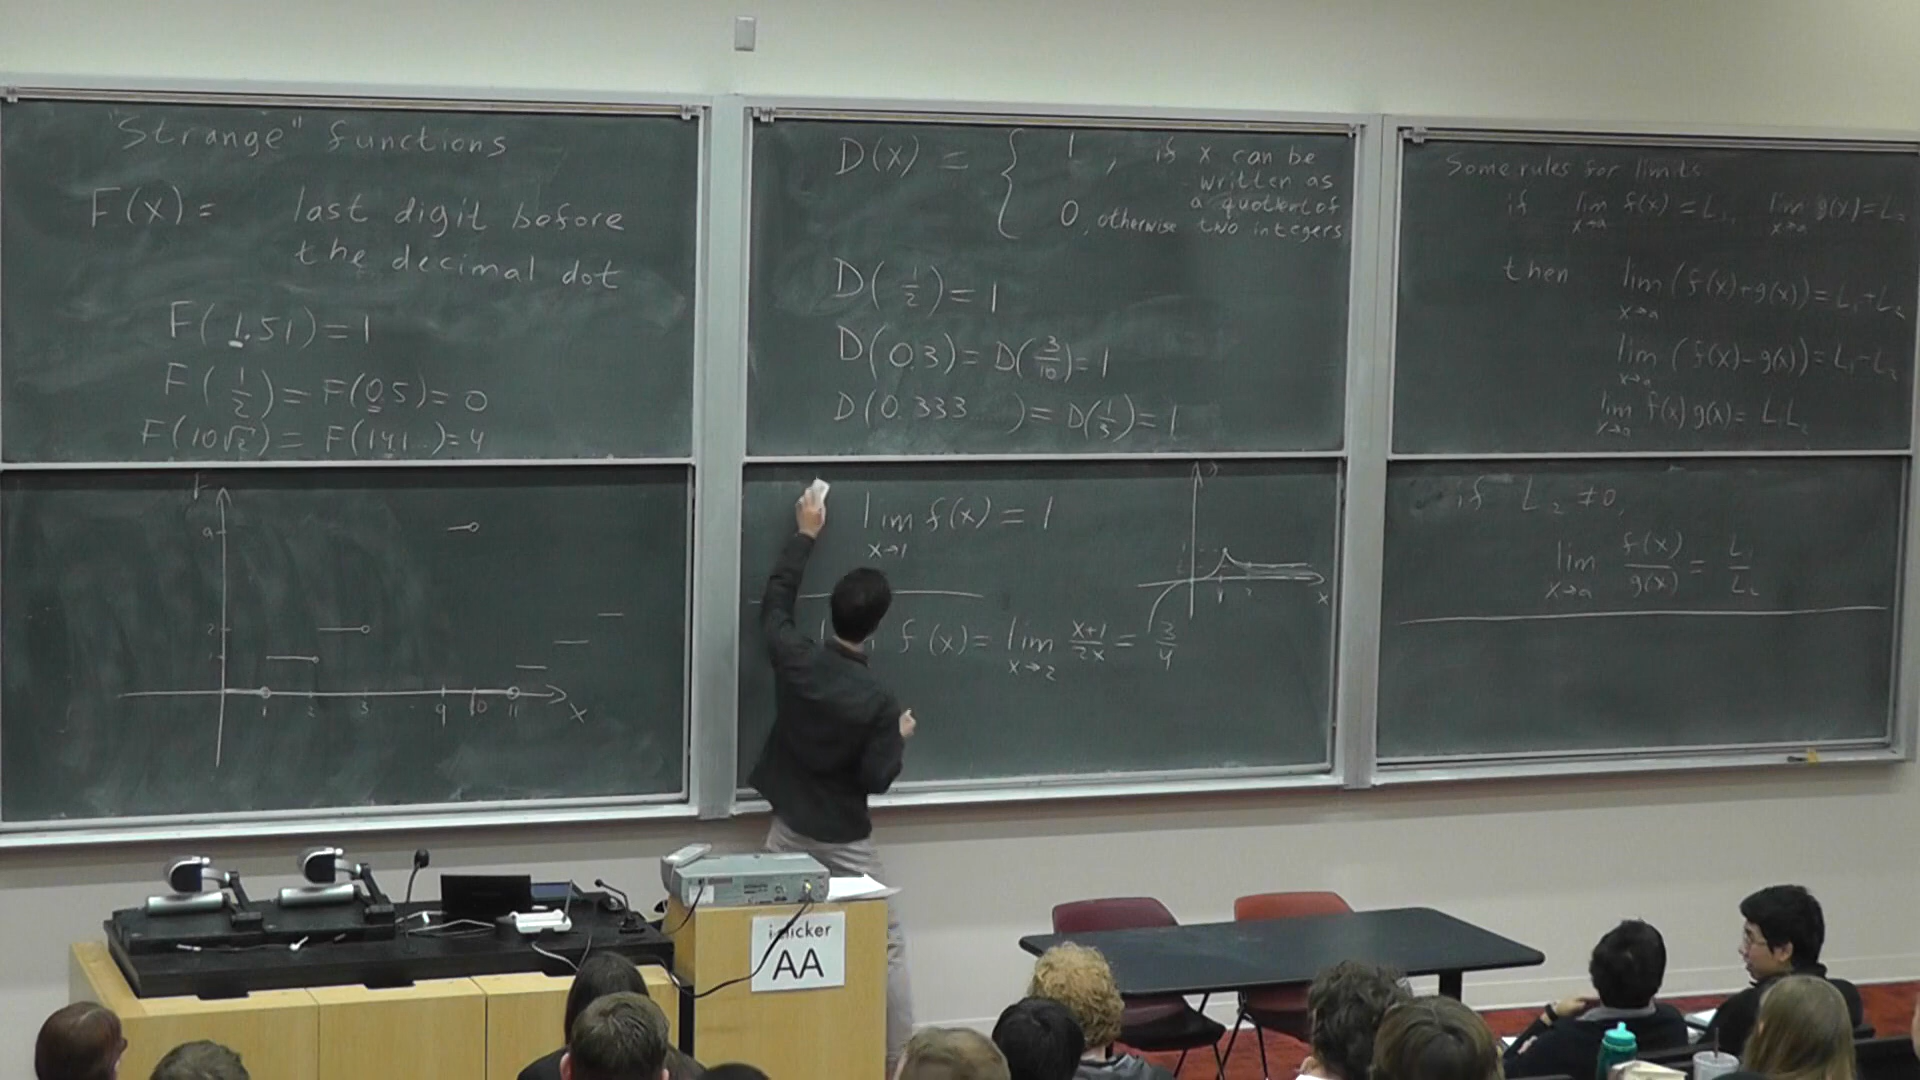 "Strange" functions
F(x) = last digit before
the decimal dot
F(1.51) = 1
F(1/2) = F(0.5) = 0
F(10√2) = F(141...) = 4
F
9
2
1
1 2 3 9 10 11 x
D(x) = { 1, if x can be
written as
a quotient of
two integers
0, otherwise
D(1/2) = 1
D(0.3) = D(3/10) = 1
D(0.333 ) = D(1/3) = 1
lim f(x) = 1
x→1
f(x) = lim x+1/2x = 3/4
x→2
1 2 x
Some rules for limits
if lim f(x) = L₁, lim g(x) = L₂
x→a x→a
then lim (f(x)+g(x)) = L₁+L₂
x→a
lim (f(x)-g(x)) = L₁-L₂
x→a
lim f(x) g(x) = L₁L₂
x→a
if L₂ ≠ 0,
lim f(x)/g(x) = L₁/L₂
x→a
i clicker
AA